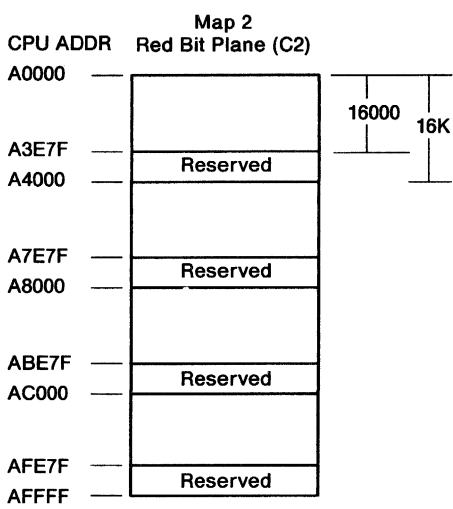 Map 2
CPU ADDR Red Bit Plane (C2)
A0000
16000
16K
A3E7F
Reserved
A4000
A7E7F
Reserved
A8000
ABE7F
Reserved
AC000
AFE7F
Reserved
AFFFF